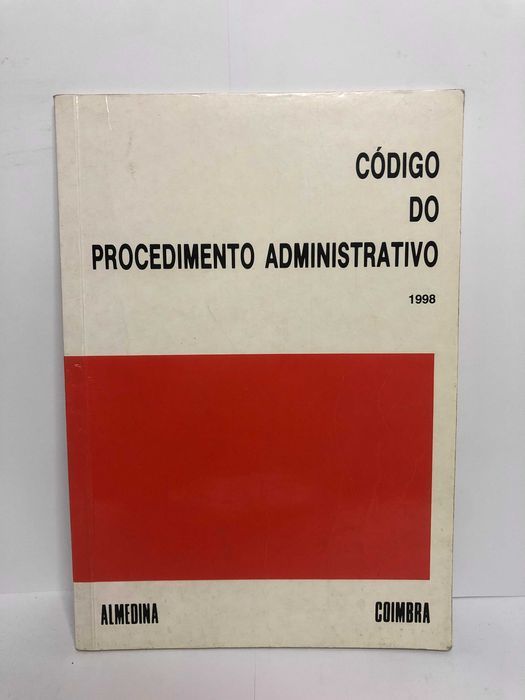 CÓDIGO
DO
PROCEDIMENTO ADMINISTRATIVO
1998
ALMEDINA COIMBRA